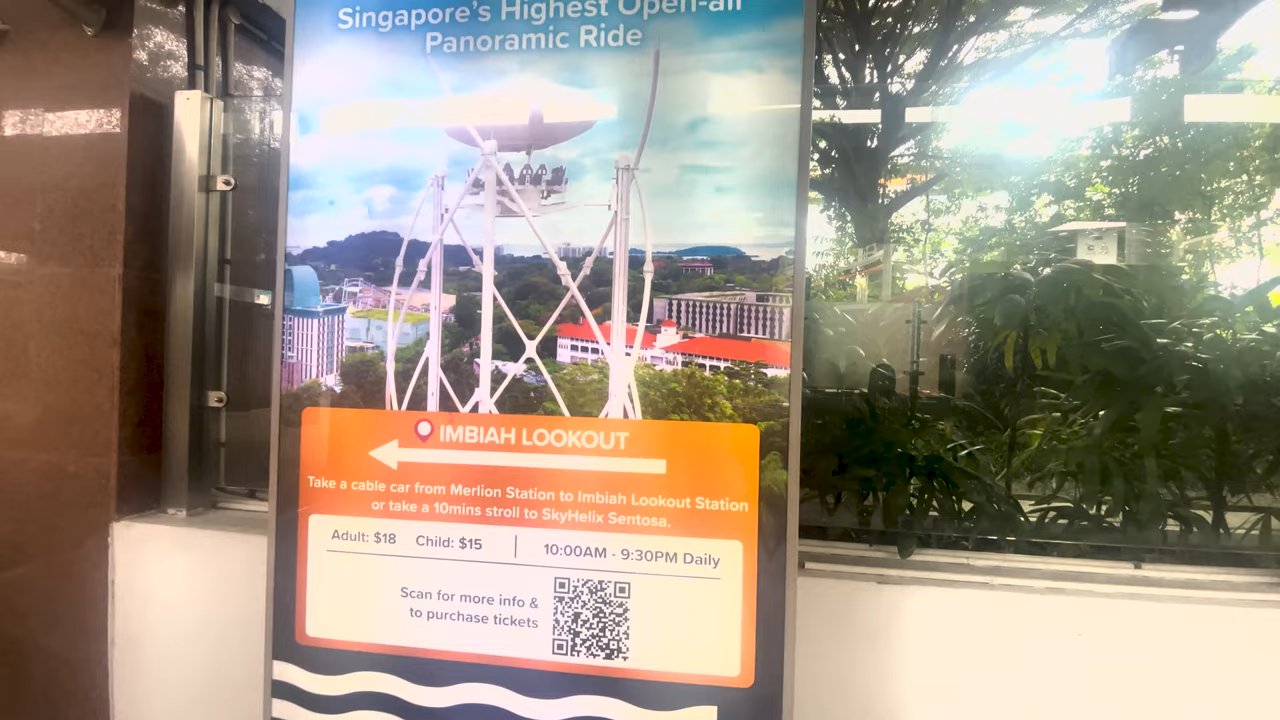 Singapore's Highest Open-air
Panoramic Ride
IMBIAH LOOKOUT
Take a cable car from Merlion Station to Imbiah Lookout Station
or take a 10mins stroll to SkyHelix Sentosa.
Adult: $18 Child: $15 | 10:00AM - 9:30PM Daily
Scan for more info &
to purchase tickets